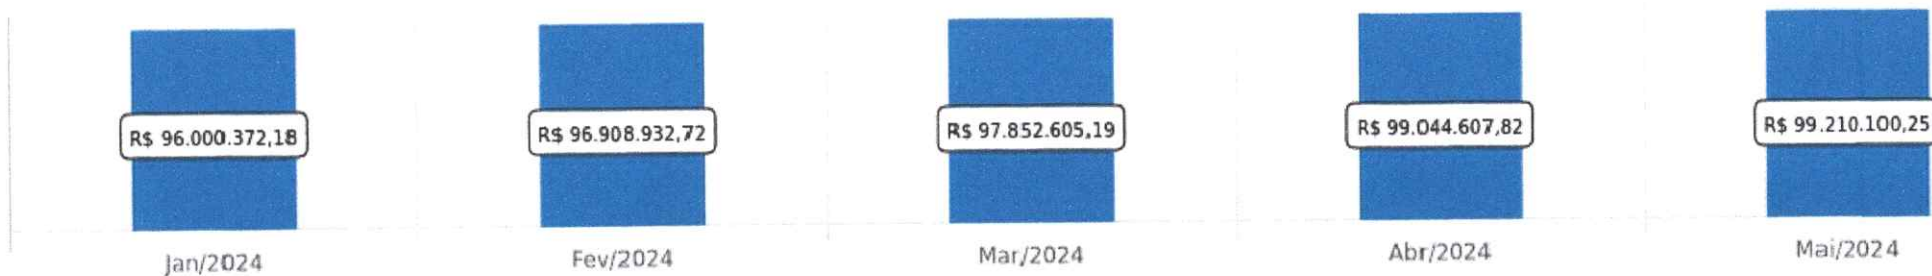 R$ 96.000.372,18
R$ 96.908.932,72
R$ 97.852.605,19
R$ 99.044.607,82
R$ 99.210.100,25
Jan/2024
Fev/2024
Mar/2024
Abr/2024
Mai/2024